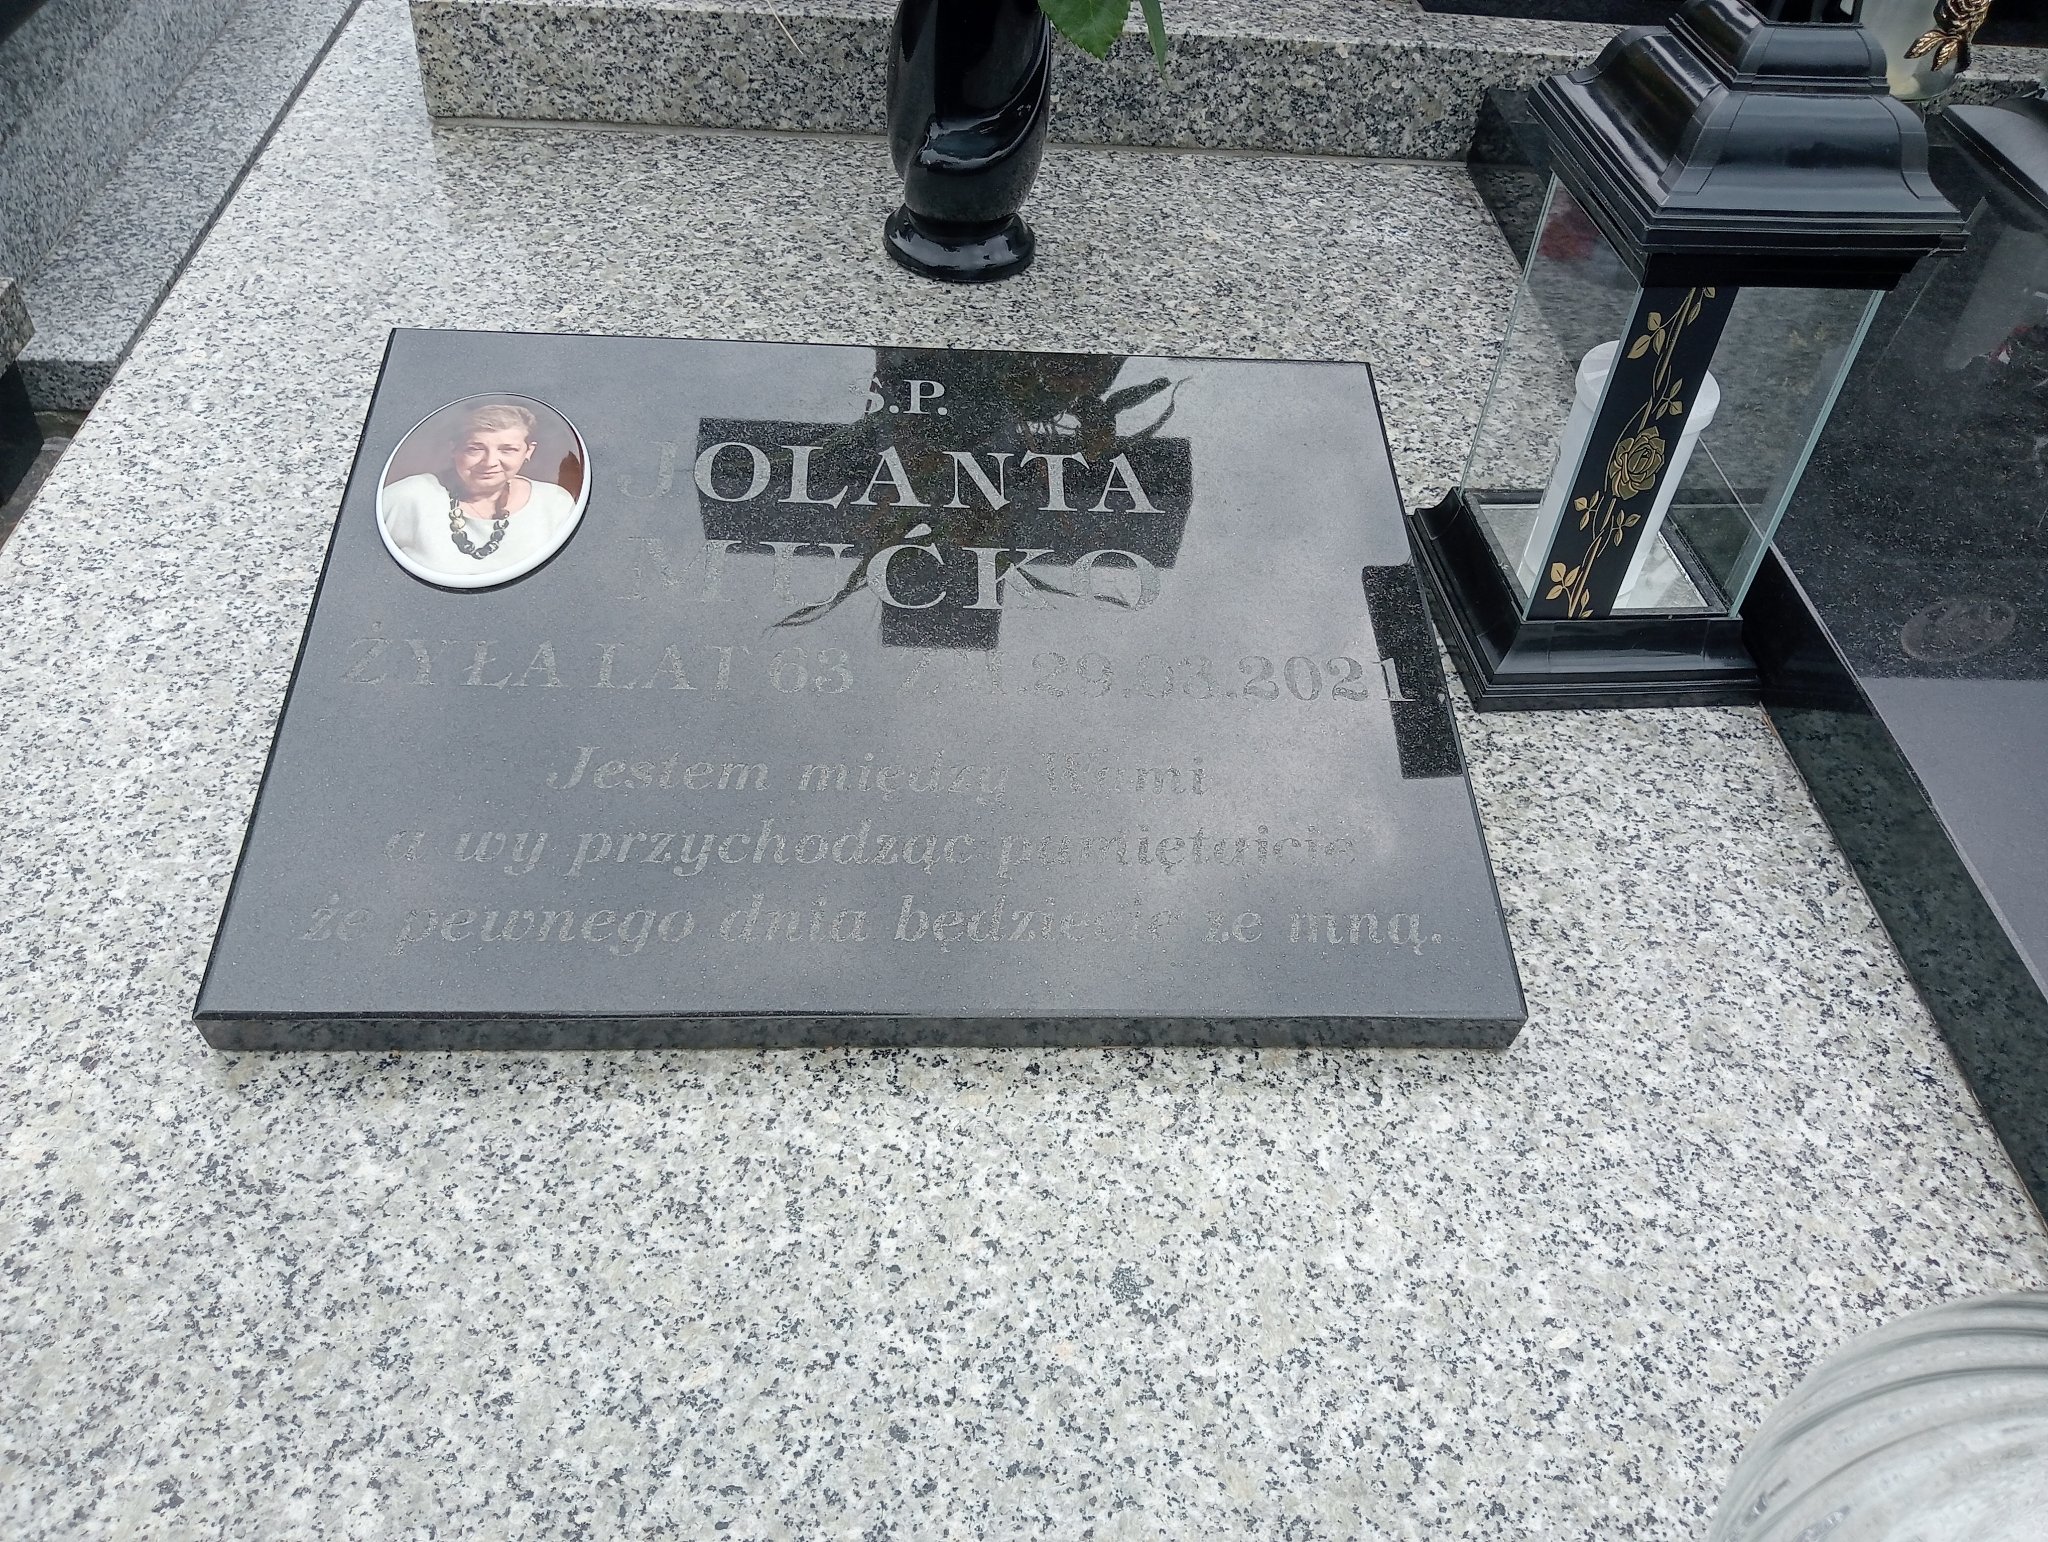 Ś.P.
JOLANTA
MUĆKO
ŻYŁA LAT 63 ZM. 29.03.2021
Jestem między Wami
a wy przychodząc pamiętajcie
że pewnego dnia będziecie ze mną.